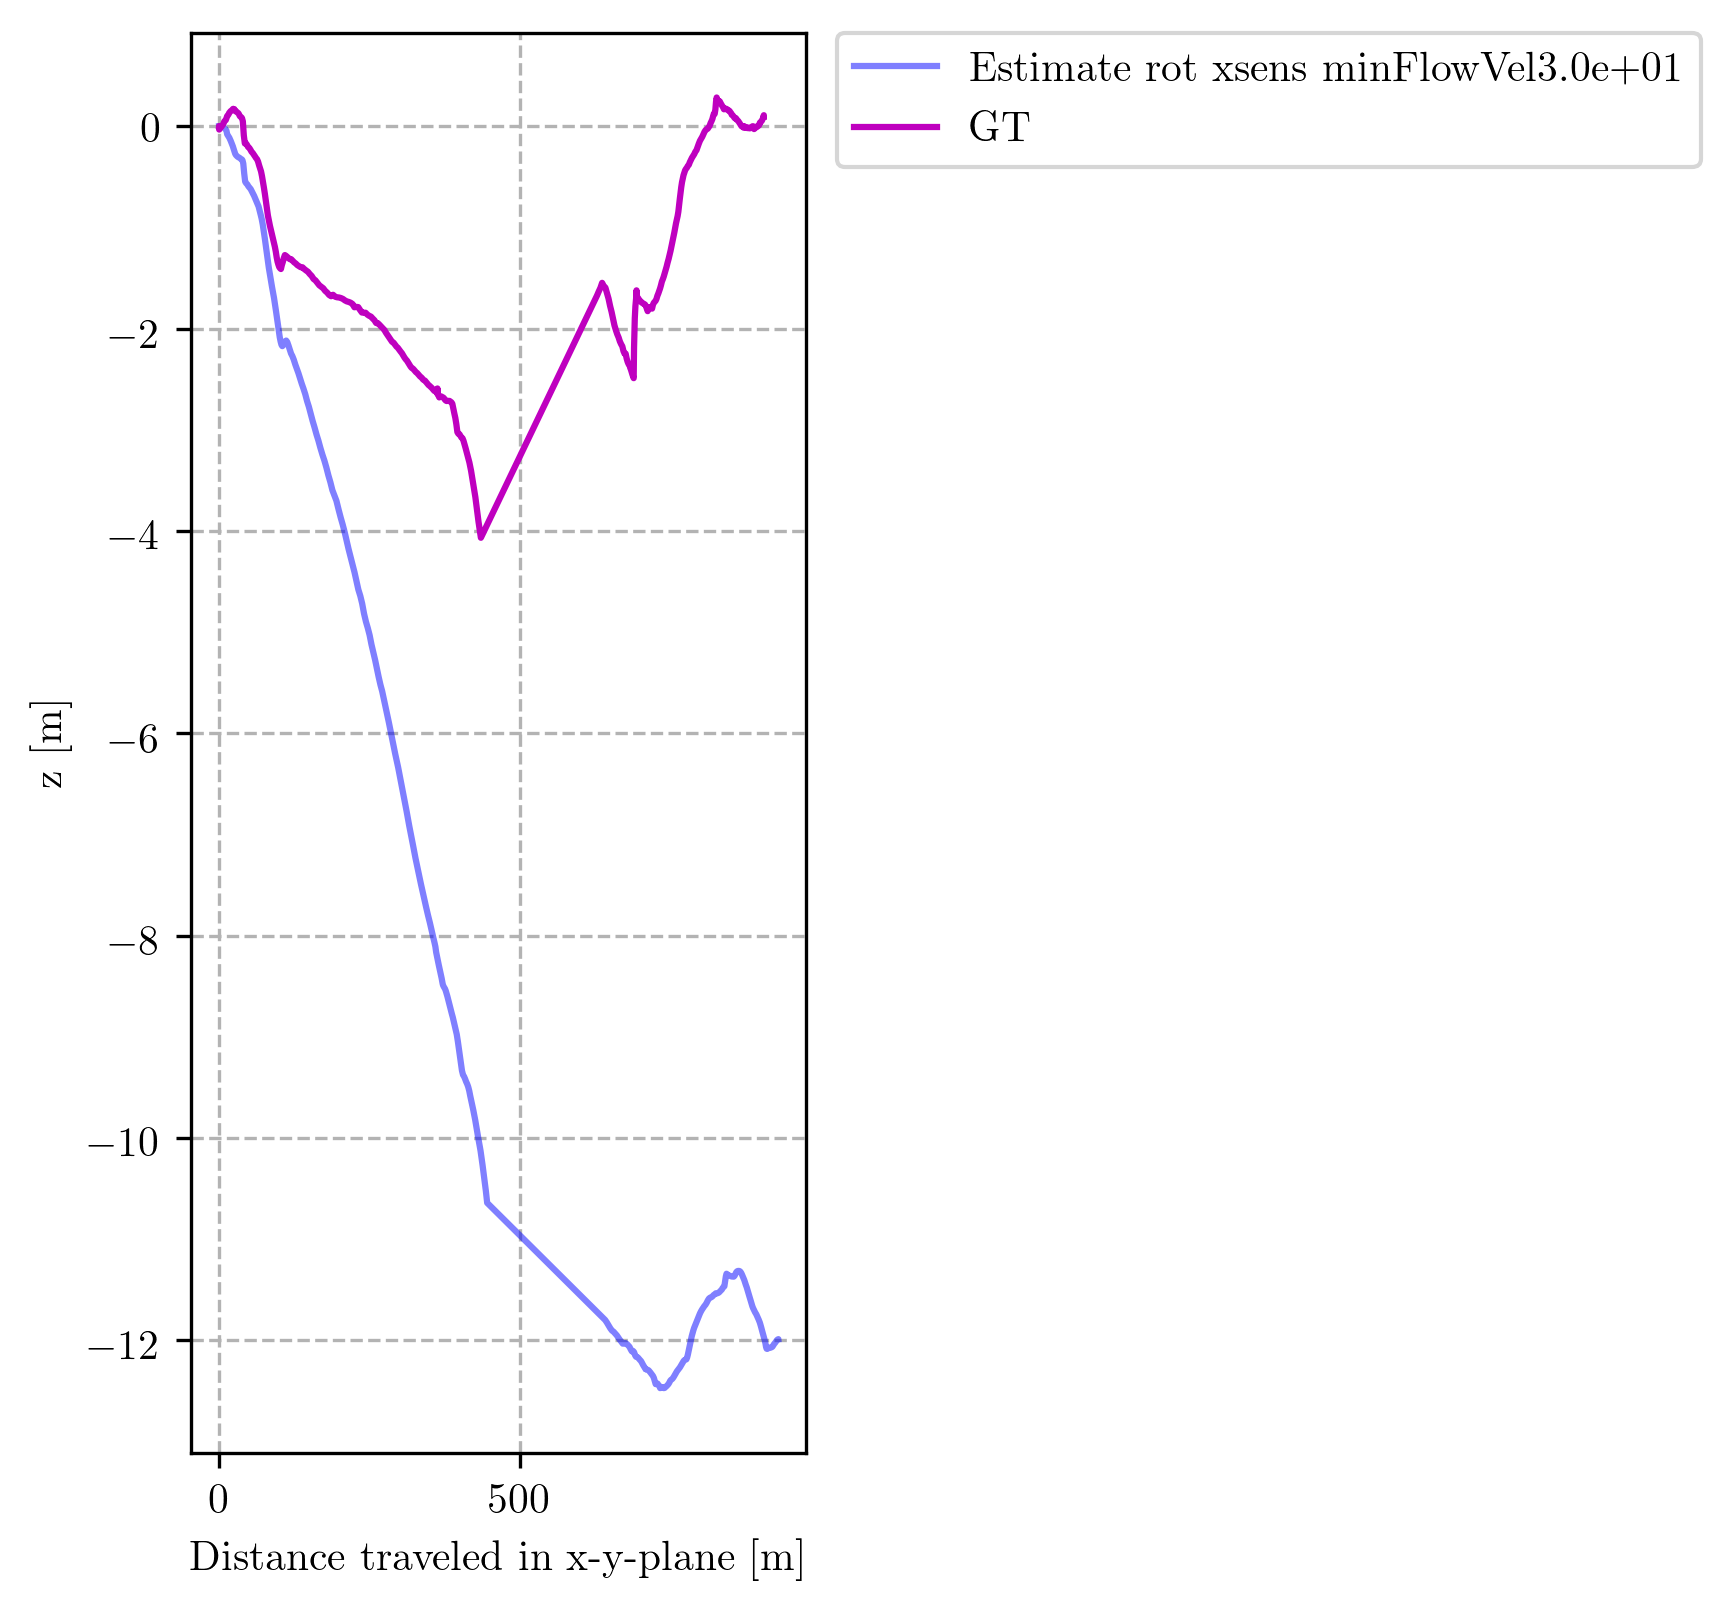 Estimate rot xsens minFlowVel3.0e+01
GT
0
−2
−4
−6
−8
−10
−12
z [m]
0 500
Distance traveled in x-y-plane [m]